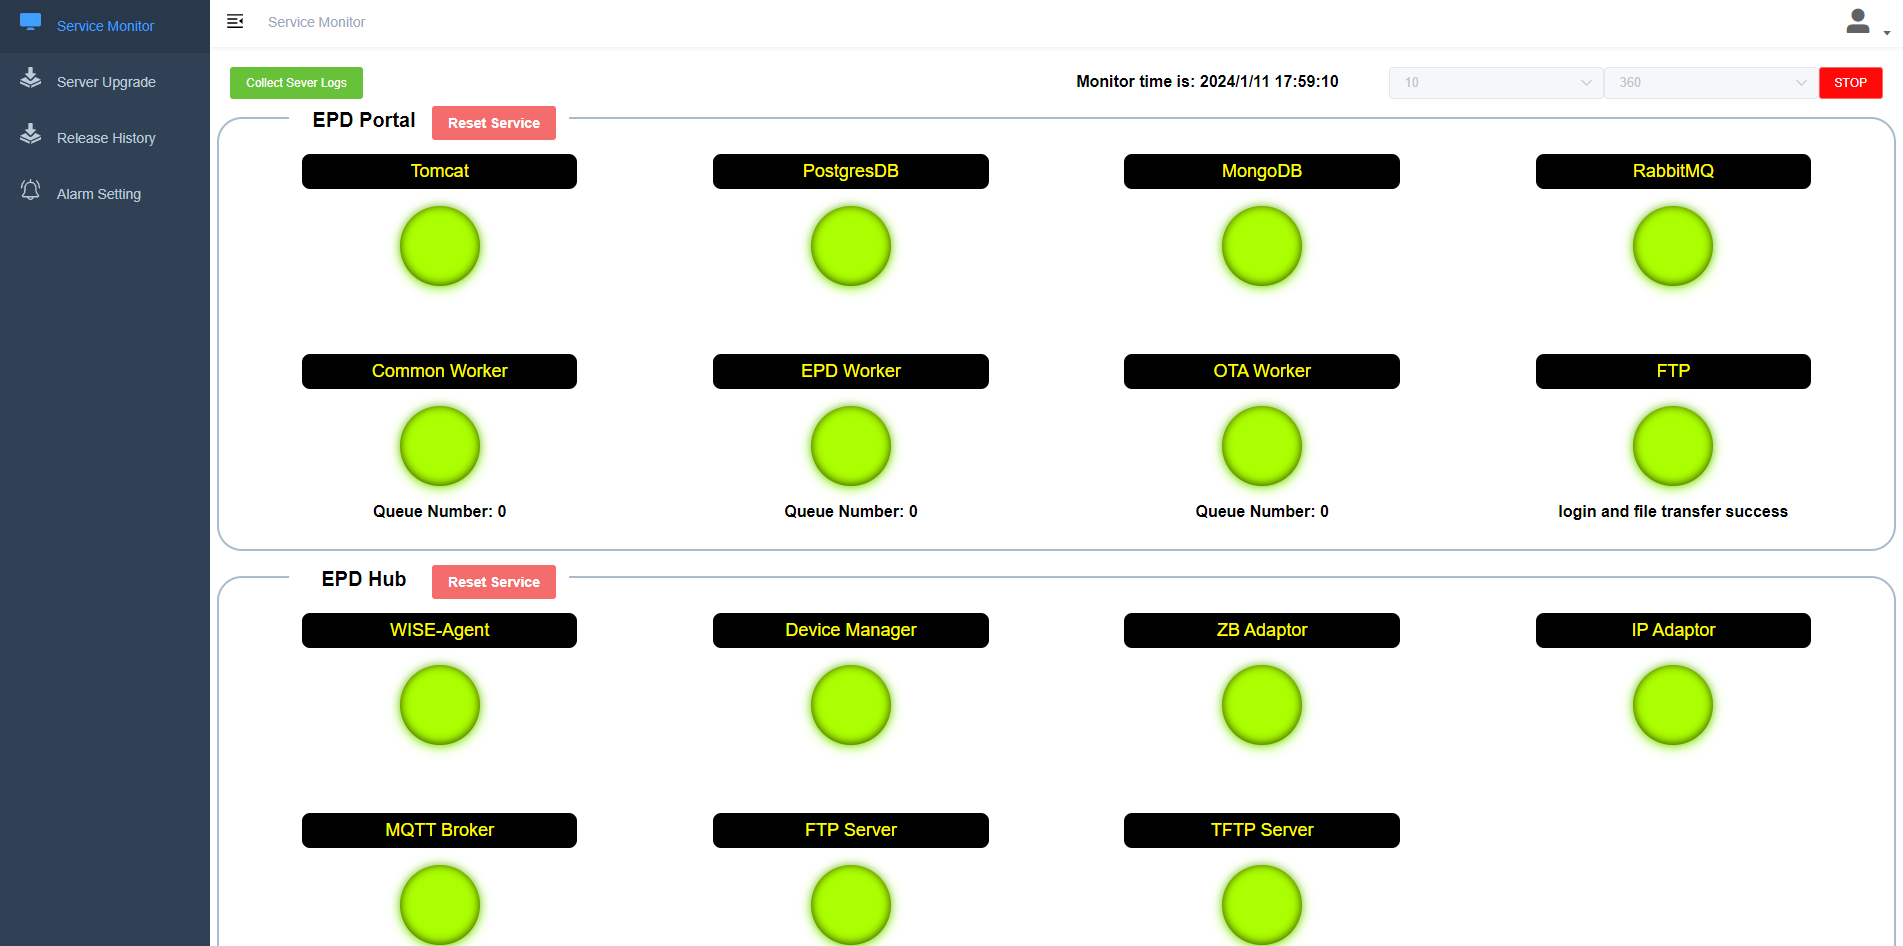 Service Monitor
Server Upgrade
Release History
Alarm Setting
Service Monitor
Collect Sever Logs
Monitor time is: 2024/1/11 17:59:10
10
360
STOP
EPD Portal
Reset Service
Tomcat
PostgresDB
MongoDB
RabbitMQ
Common Worker
EPD Worker
OTA Worker
FTP
Queue Number: 0
Queue Number: 0
Queue Number: 0
login and file transfer success
EPD Hub
Reset Service
WISE-Agent
Device Manager
ZB Adaptor
IP Adaptor
MQTT Broker
FTP Server
TFTP Server